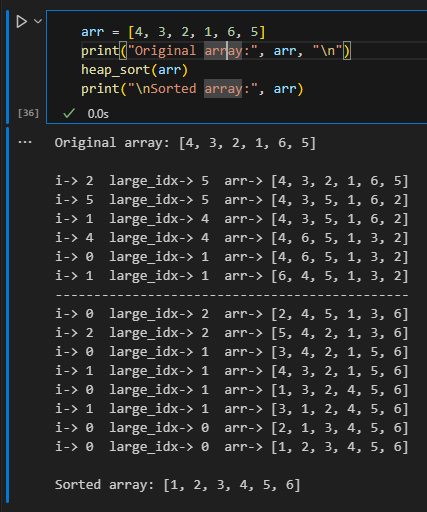 arr = [4, 3, 2, 1, 6, 5]
print("Original array:", arr, "\n")
heap_sort(arr)
print("\nSorted array:", arr)
[36]
0.0s
Original array: [4, 3, 2, 1, 6, 5]
i-> 2  large_idx-> 5  arr-> [4, 3, 2, 1, 6, 5]
i-> 5  large_idx-> 5  arr-> [4, 3, 5, 1, 6, 2]
i-> 1  large_idx-> 4  arr-> [4, 3, 5, 1, 6, 2]
i-> 4  large_idx-> 4  arr-> [4, 6, 5, 1, 3, 2]
i-> 0  large_idx-> 1  arr-> [4, 6, 5, 1, 3, 2]
i-> 1  large_idx-> 1  arr-> [6, 4, 5, 1, 3, 2]
-------------------------------------------
i-> 0  large_idx-> 2  arr-> [2, 4, 5, 1, 3, 6]
i-> 2  large_idx-> 2  arr-> [5, 4, 2, 1, 3, 6]
i-> 0  large_idx-> 1  arr-> [3, 4, 2, 1, 5, 6]
i-> 1  large_idx-> 1  arr-> [4, 3, 2, 1, 5, 6]
i-> 0  large_idx-> 1  arr-> [1, 3, 2, 4, 5, 6]
i-> 1  large_idx-> 1  arr-> [3, 1, 2, 4, 5, 6]
i-> 0  large_idx-> 0  arr-> [2, 1, 3, 4, 5, 6]
i-> 0  large_idx-> 0  arr-> [1, 2, 3, 4, 5, 6]
Sorted array: [1, 2, 3, 4, 5, 6]